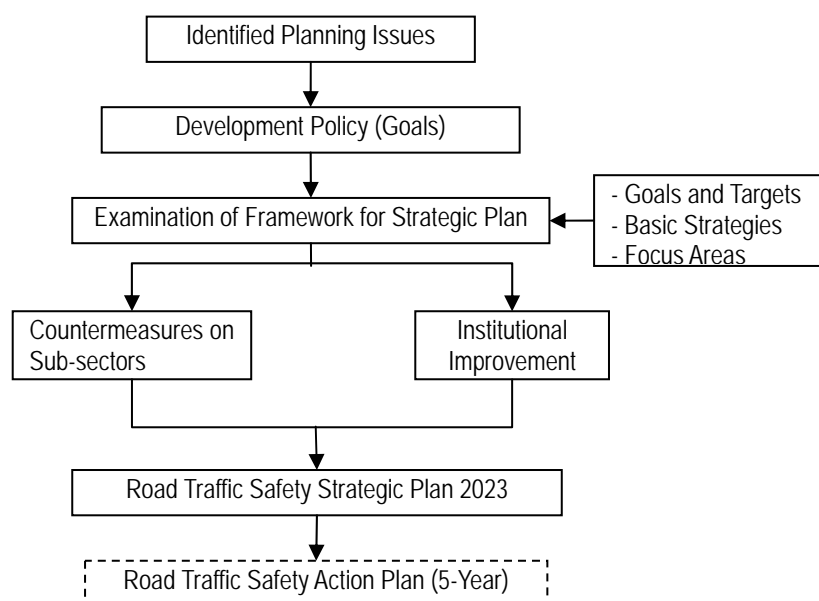 Identified Planning Issues
Development Policy (Goals)
Examination of Framework for Strategic Plan
- Goals and Targets
- Basic Strategies
- Focus Areas
Countermeasures on
Sub-sectors
Institutional
Improvement
Road Traffic Safety Strategic Plan 2023
Road Traffic Safety Action Plan (5-Year)